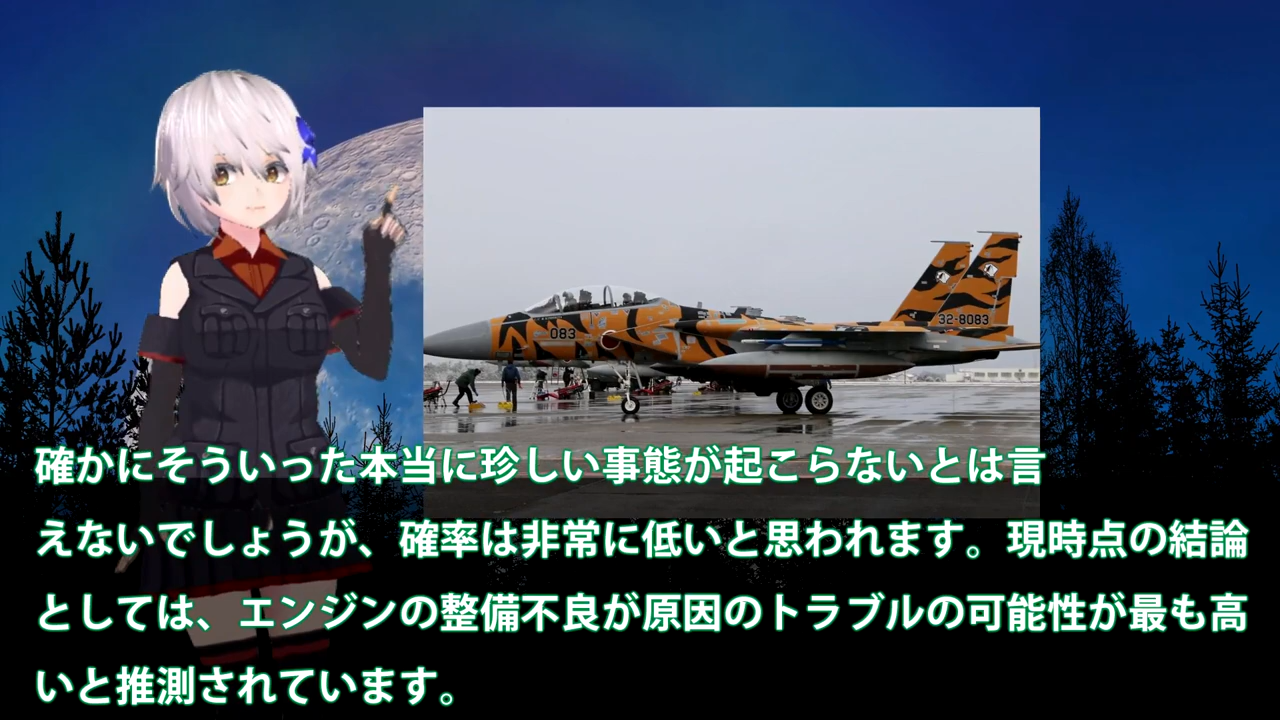 083
32-8083
確かにそういった本当に珍しい事態が起こらないとは言
えないでしょうが、確率は非常に低いと思われます。現時点の結論
としては、エンジンの整備不良が原因のトラブルの可能性が最も高
いと推測されています。